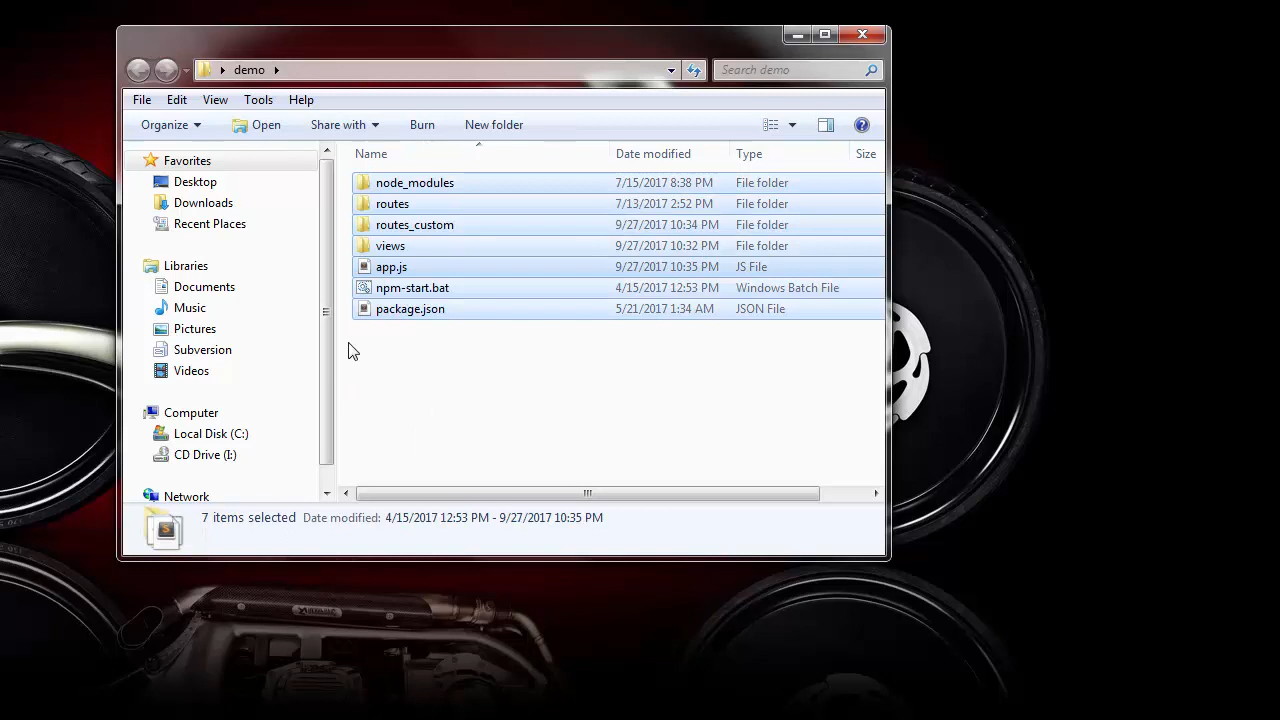 demo
Search demo
File Edit View Tools Help
Organize Open Share with Burn New folder
Name Date modified Type Size
Favorites
Desktop
Downloads
Recent Places
Libraries
Documents
Music
Pictures
Subversion
Videos
Computer
Local Disk (C:)
CD Drive (I:)
Network
node_modules 7/15/2017 8:38 PM File folder
routes 7/13/2017 2:52 PM File folder
routes_custom 9/27/2017 10:34 PM File folder
views 9/27/2017 10:32 PM File folder
app.js 9/27/2017 10:35 PM JS File
npm-start.bat 4/15/2017 12:53 PM Windows Batch File
package.json 5/21/2017 1:34 AM JSON File
7 items selected Date modified: 4/15/2017 12:53 PM - 9/27/2017 10:35 PM